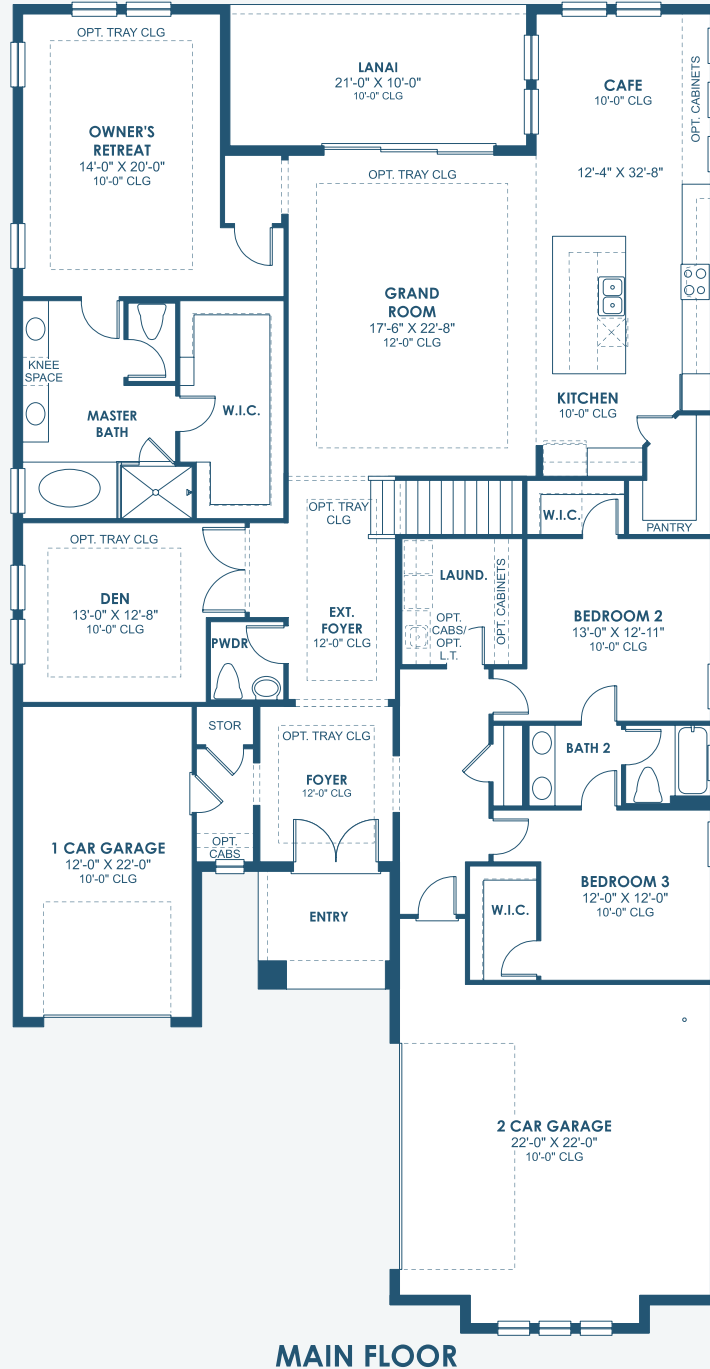 OPT. TRAY CLG
OWNER'S
RETREAT
14'-0" X 20'-0"
10'-0" CLG
LANAI
21'-0" X 10'-0"
10'-0" CLG
CAFE
10'-0" CLG
OPT. CABINETS
12'-4" X 32'-8"
OPT. TRAY CLG
GRAND
ROOM
17'-6" X 22'-8"
12'-0" CLG
KITCHEN
10'-0" CLG
PANTRY
KNEE
SPACE
MASTER
BATH
W.I.C.
OPT. TRAY
CLG
W.I.C.
OPT. TRAY CLG
DEN
13'-0" X 12'-8"
10'-0" CLG
EXT.
FOYER
12'-0" CLG
PWDR
LAUND.
OPT. CABINETS
OPT.
CABS/
OPT.
L.T.
BEDROOM 2
13'-0" X 12'-11"
10'-0" CLG
STOR
OPT. TRAY CLG
FOYER
12'-0" CLG
BATH 2
OPT.
CABS
1 CAR GARAGE
12'-0" X 22'-0"
10'-0" CLG
ENTRY
W.I.C.
BEDROOM 3
12'-0" X 12'-0"
10'-0" CLG
2 CAR GARAGE
22'-0" X 22'-0"
10'-0" CLG
MAIN FLOOR